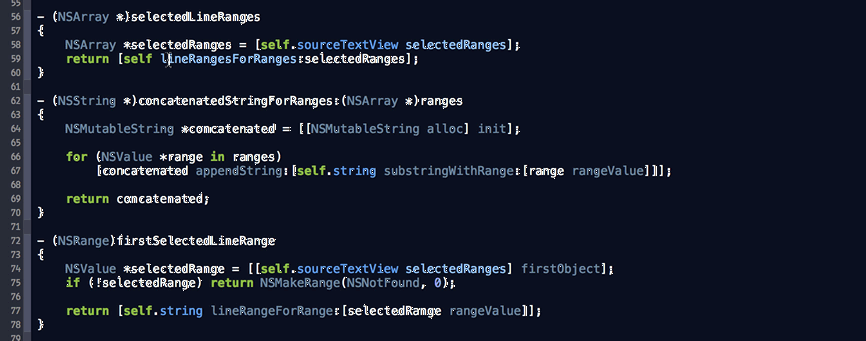 55
56 - (NSArray *)selectedLineRanges
57 {
58 NSArray *selectedRanges = [self.sourceTextView selectedRanges];
59 return [self lineRangesForRanges:selectedRanges];
60 }
61
62 - (NSString *)concatenatedStringForRanges:(NSArray *)ranges
63 {
64 NSMutableString *concatenated = [[NSMutableString alloc] init];
65
66 for (NSValue *range in ranges)
67 [concatenated appendString:[self.string substringWithRange:[range rangeValue]]];
68
69 return concatenated;
70 }
71
72 - (NSRange)firstSelectedLineRange
73 {
74 NSValue *selectedRange = [[self.sourceTextView selectedRanges] firstObject];
75 if (!selectedRange) return NSMakeRange(NSNotFound, 0);
76
77 return [self.string lineRangeForRange:[selectedRange rangeValue]];
78 }
79